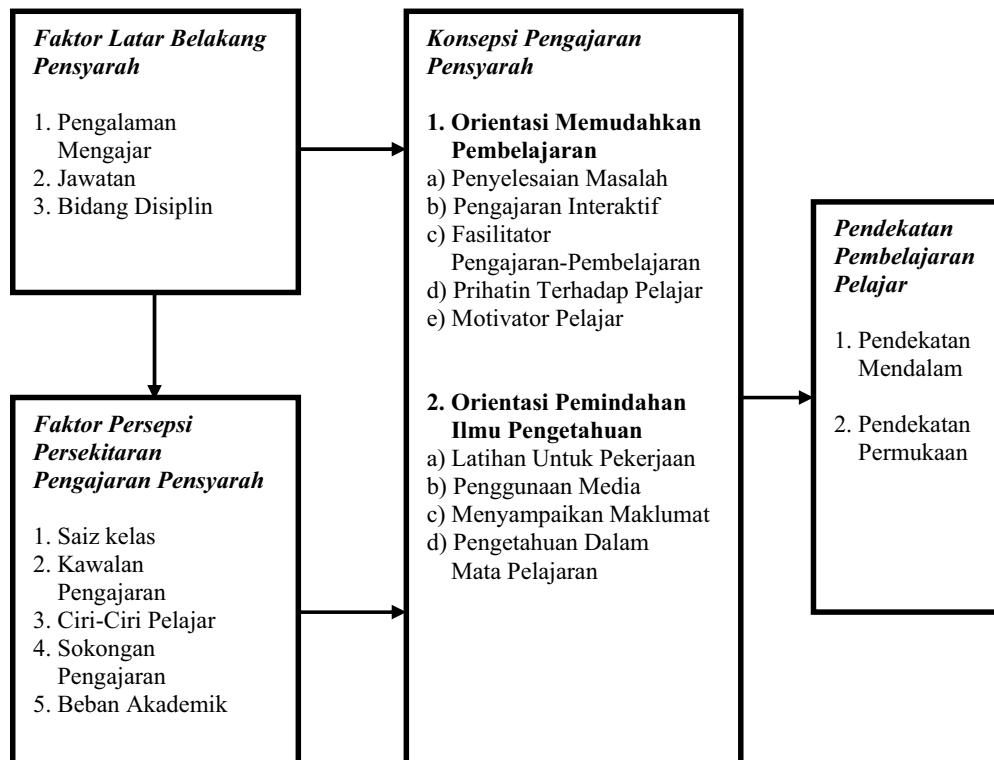 Faktor Latar Belakang
Pensyarah
1. Pengalaman
Mengajar
2. Jawatan
3. Bidang Disiplin
Faktor Persepsi
Persekitaran
Pengajaran Pensyarah
1. Saiz kelas
2. Kawalan
Pengajaran
3. Ciri-Ciri Pelajar
4. Sokongan
Pengajaran
5. Beban Akademik
Konsepsi Pengajaran
Pensyarah
1. Orientasi Memudahkan
Pembelajaran
a) Penyelesaian Masalah
b) Pengajaran Interaktif
c) Fasilitator
Pengajaran-Pembelajaran
d) Prihatin Terhadap Pelajar
e) Motivator Pelajar
2. Orientasi Pemindahan
Ilmu Pengetahuan
a) Latihan Untuk Pekerjaan
b) Penggunaan Media
c) Menyampaikan Maklumat
d) Pengetahuan Dalam
Mata Pelajaran
Pendekatan
Pembelajaran
Pelajar
1. Pendekatan
Mendalam
2. Pendekatan
Permukaan